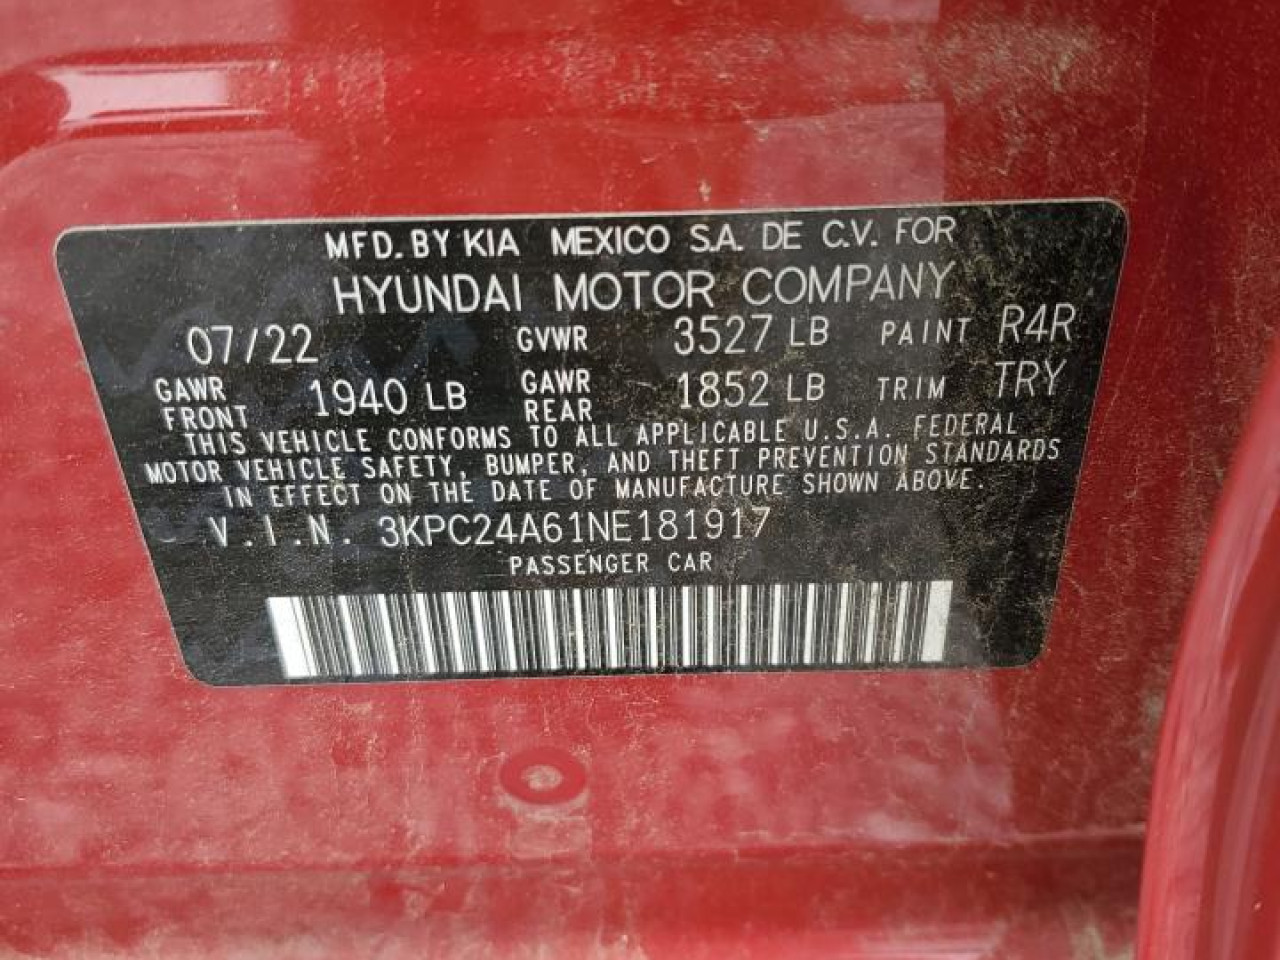 MFD. BY KIA MEXICO S.A. DE C.V. FOR
HYUNDAI MOTOR COMPANY
07/22 GVWR 3527 LB PAINT R4R
GAWR FRONT 1940 LB GAWR REAR 1852 LB TRIM TRY
THIS VEHICLE CONFORMS TO ALL APPLICABLE U.S.A. FEDERAL
MOTOR VEHICLE SAFETY, BUMPER, AND THEFT PREVENTION STANDARDS
IN EFFECT ON THE DATE OF MANUFACTURE SHOWN ABOVE.
V.I.N. 3KPC24A61NE181917
PASSENGER CAR